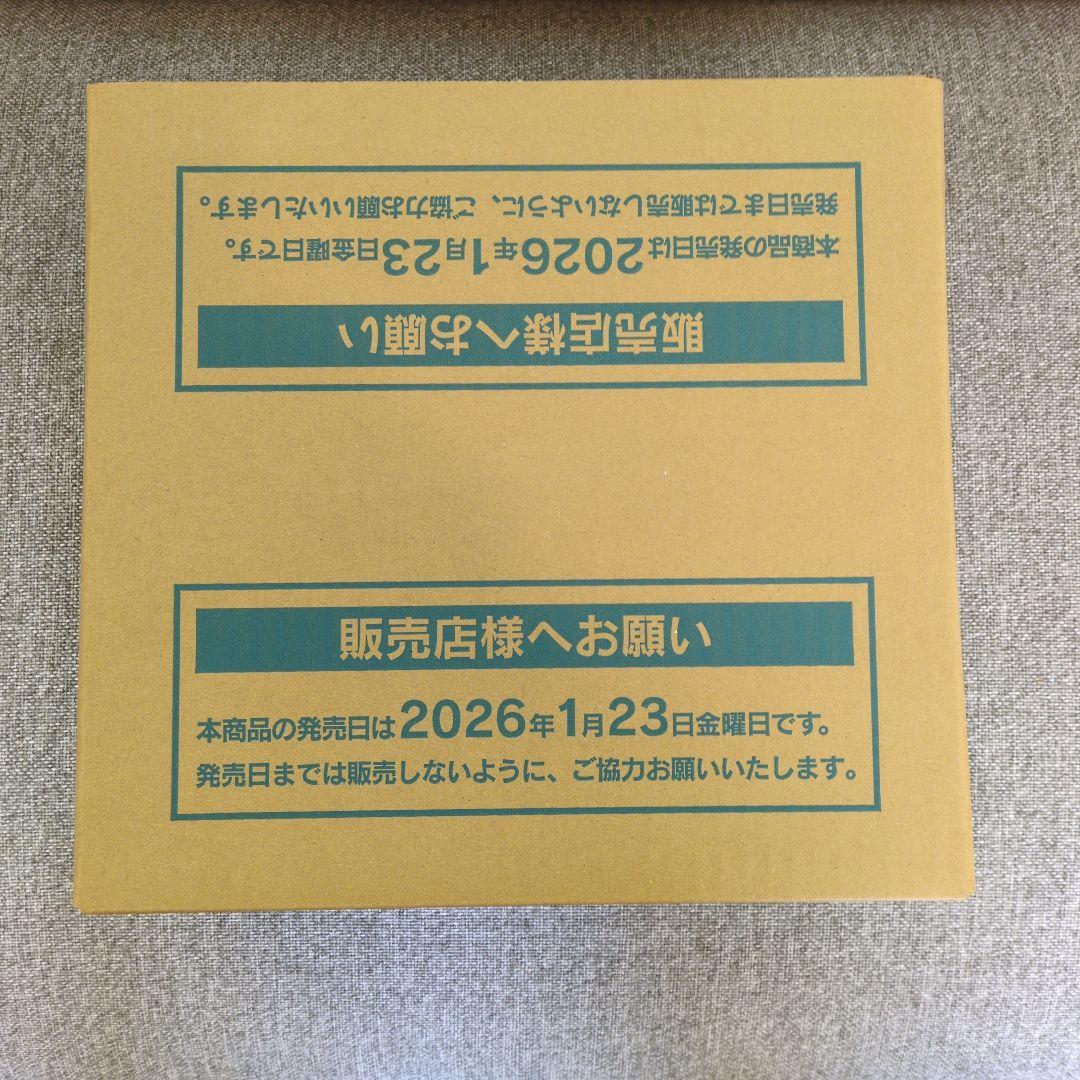 販売店様へお願い
本商品の発売日は2026年1月23日金曜日です。
発売日までは販売しないように、ご協力お願いいたします。
販売店様へお願い
本商品の発売日は2026年1月23日金曜日です。
発売日までは販売しないように、ご協力お願いいたします。